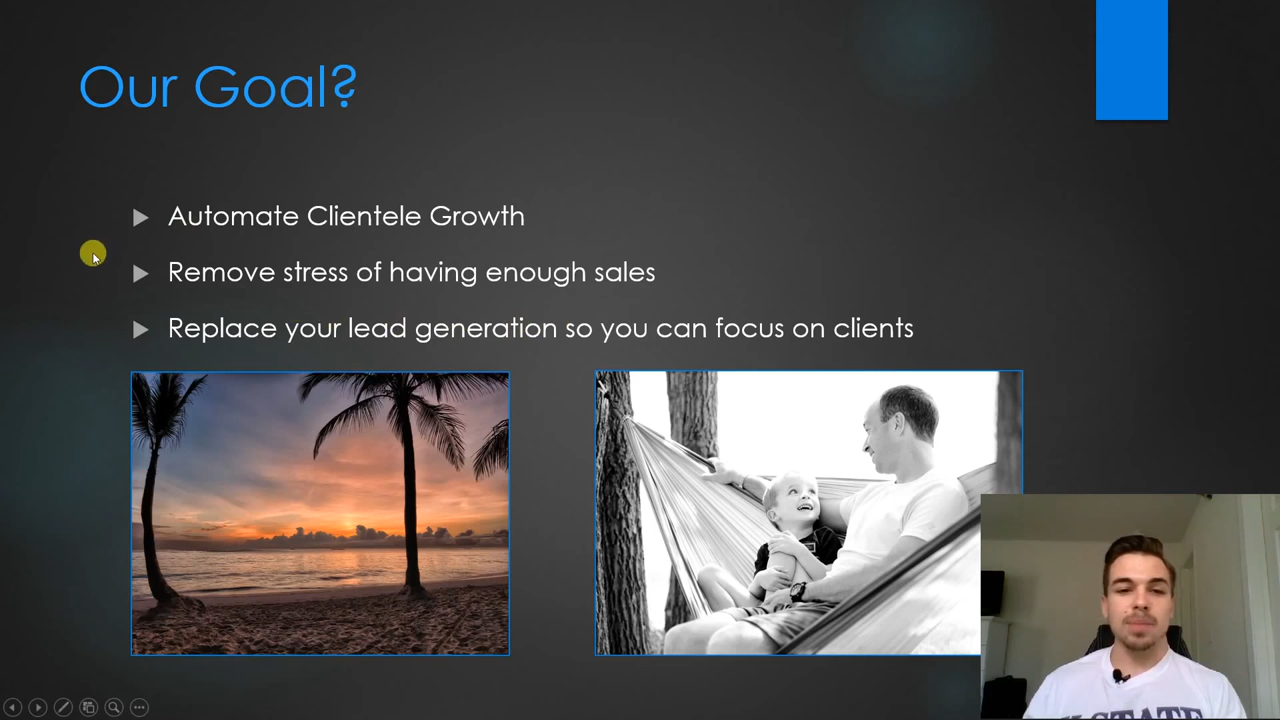 Our Goal?
Automate Clientele Growth
Remove stress of having enough sales
Replace your lead generation so you can focus on clients
STATE